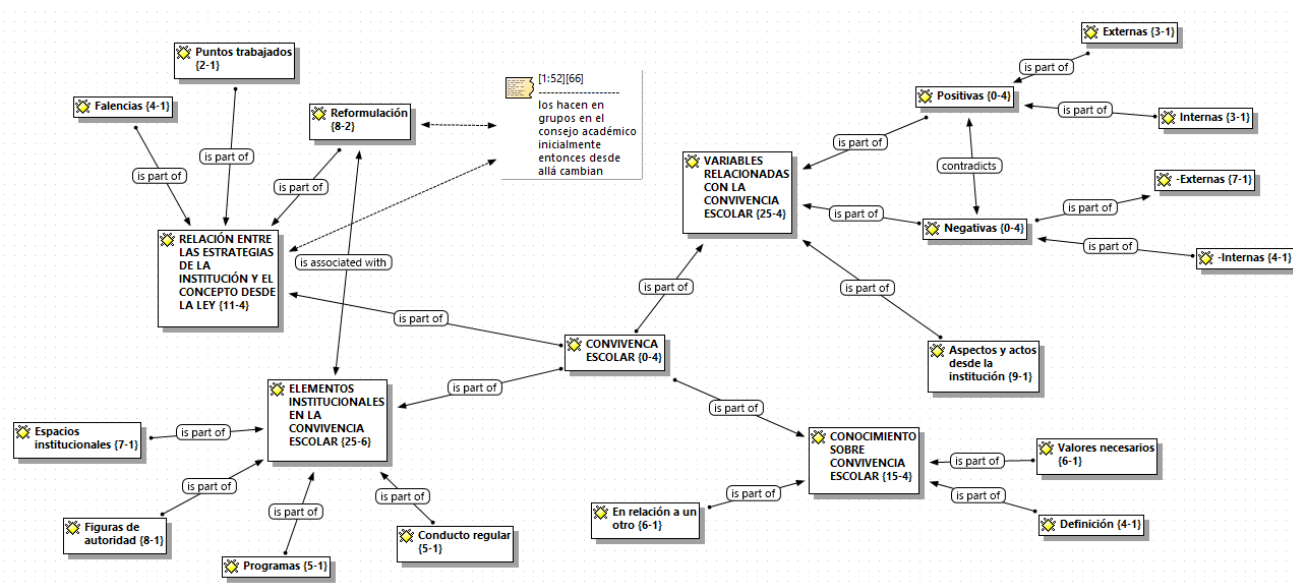 Externas {3-1}
is part of
Puntos trabajados
{2-1}
[1:52][66]
--------------------
los hacen en
grupos en el
consejo académico
inicialmente
entonces desde
allá cambian
Positivas {0-4}
is part of
Internas {3-1}
Falencias {4-1}
Reformulación
{8-2}
is part of
is part of
is part of
is part of
contradicts
VARIABLES
RELACIONADAS
CON LA
CONVIVENCIA
ESCOLAR {25-4}
-Externas {7-1}
is part of
is part of
Negativas {0-4}
is part of
-Internas {4-1}
RELACIÓN ENTRE
LAS ESTRATEGIAS
DE LA
INSTITUCIÓN Y EL
CONCEPTO DESDE
LA LEY {11-4}
is associated with
is part of
is part of
is part of
CONVIVENCA
ESCOLAR {0-4}
Aspectos y actos
desde la
institución {9-1}
ELEMENTOS
INSTITUCIONALES
EN LA
CONVIVENCIA
ESCOLAR {25-6}
is part of
is part of
Espacios
institucionales {7-1}
is part of
CONOCIMIENTO
SOBRE
CONVIVENCIA
ESCOLAR {15-4}
is part of
Valores necesarios
{6-1}
is part of
is part of
is part of
is part of
is part of
En relación a un
otro {6-1}
Definición {4-1}
Figuras de
autoridad {8-1}
Conducto regular
{5-1}
Programas {5-1}